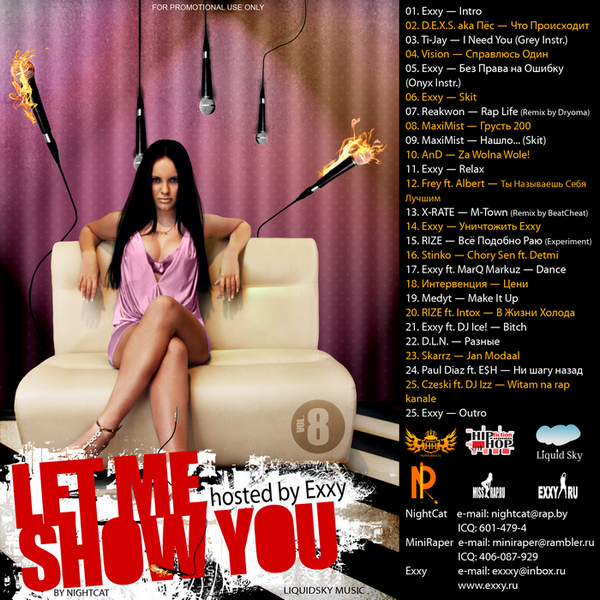 FOR PROMOTIONAL USE ONLY
VOL.
8
LET ME
hosted by Exxy
SHOW YOU
BY NIGHTCAT
LIQUIDSKY MUSIC
01. Exxy — Intro
02. D.E.X.S. aka Пёс — Что Происходит
03. Ti-Jay — I Need You (Grey Instr.)
04. Vision — Справлюсь Один
05. Exxy — Без Права на Ошибку
(Onyx Instr.)
06. Exxy — Skit
07. Reakwon — Rap Life (Remix by Dryoma)
08. MaxiMist — Грусть 200
09. MaxiMist — Нашло... (Skit)
10. AnD — Za Wolna Wole!
11. Exxy — Relax
12. Frey ft. Albert — Ты Называешь Себя
Лучшим
13. X-RATE — M-Town (Remix by BeatCheat)
14. Exxy — Уничтожить Exxy
15. RIZE — Всё Подобно Раю (Experiment)
16. Stinko — Chory Sen ft. Detmi
17. Exxy ft. MarQ Markuz — Dance
18. Интервенция — Цени
19. Medyt — Make It Up
20. RIZE ft. Intox — В Жизни Холода
21. Exxy ft. DJ Ice! — Bitch
22. D.L.N. — Разные
23. Skarrz — Jan Modaal
24. Paul Diaz ft. E$H — Ни шагу назад
25. Czeski ft. DJ Izz — Witam na rap
kanale
25. Exxy — Outro
HIP fiction
HOP
Liquid Sky
MISS RAP.RU
EXXY RU
NightCat e-mail: nightcat@rap.by
ICQ: 601-479-4
MiniRaper e-mail: miniraper@rambler.ru
ICQ: 406-087-929
Exxy e-mail: exxxy@inbox.ru
www.exxy.ru